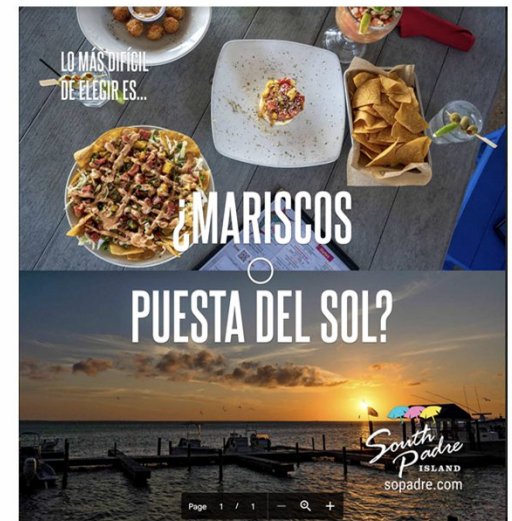 LO MÁS DIFÍCIL
DE ELEGIR ES...
¿MARISCOS
O
PUESTA DEL SOL?
South
Padre
ISLAND
sopadre.com
Page 1 / 1 — +